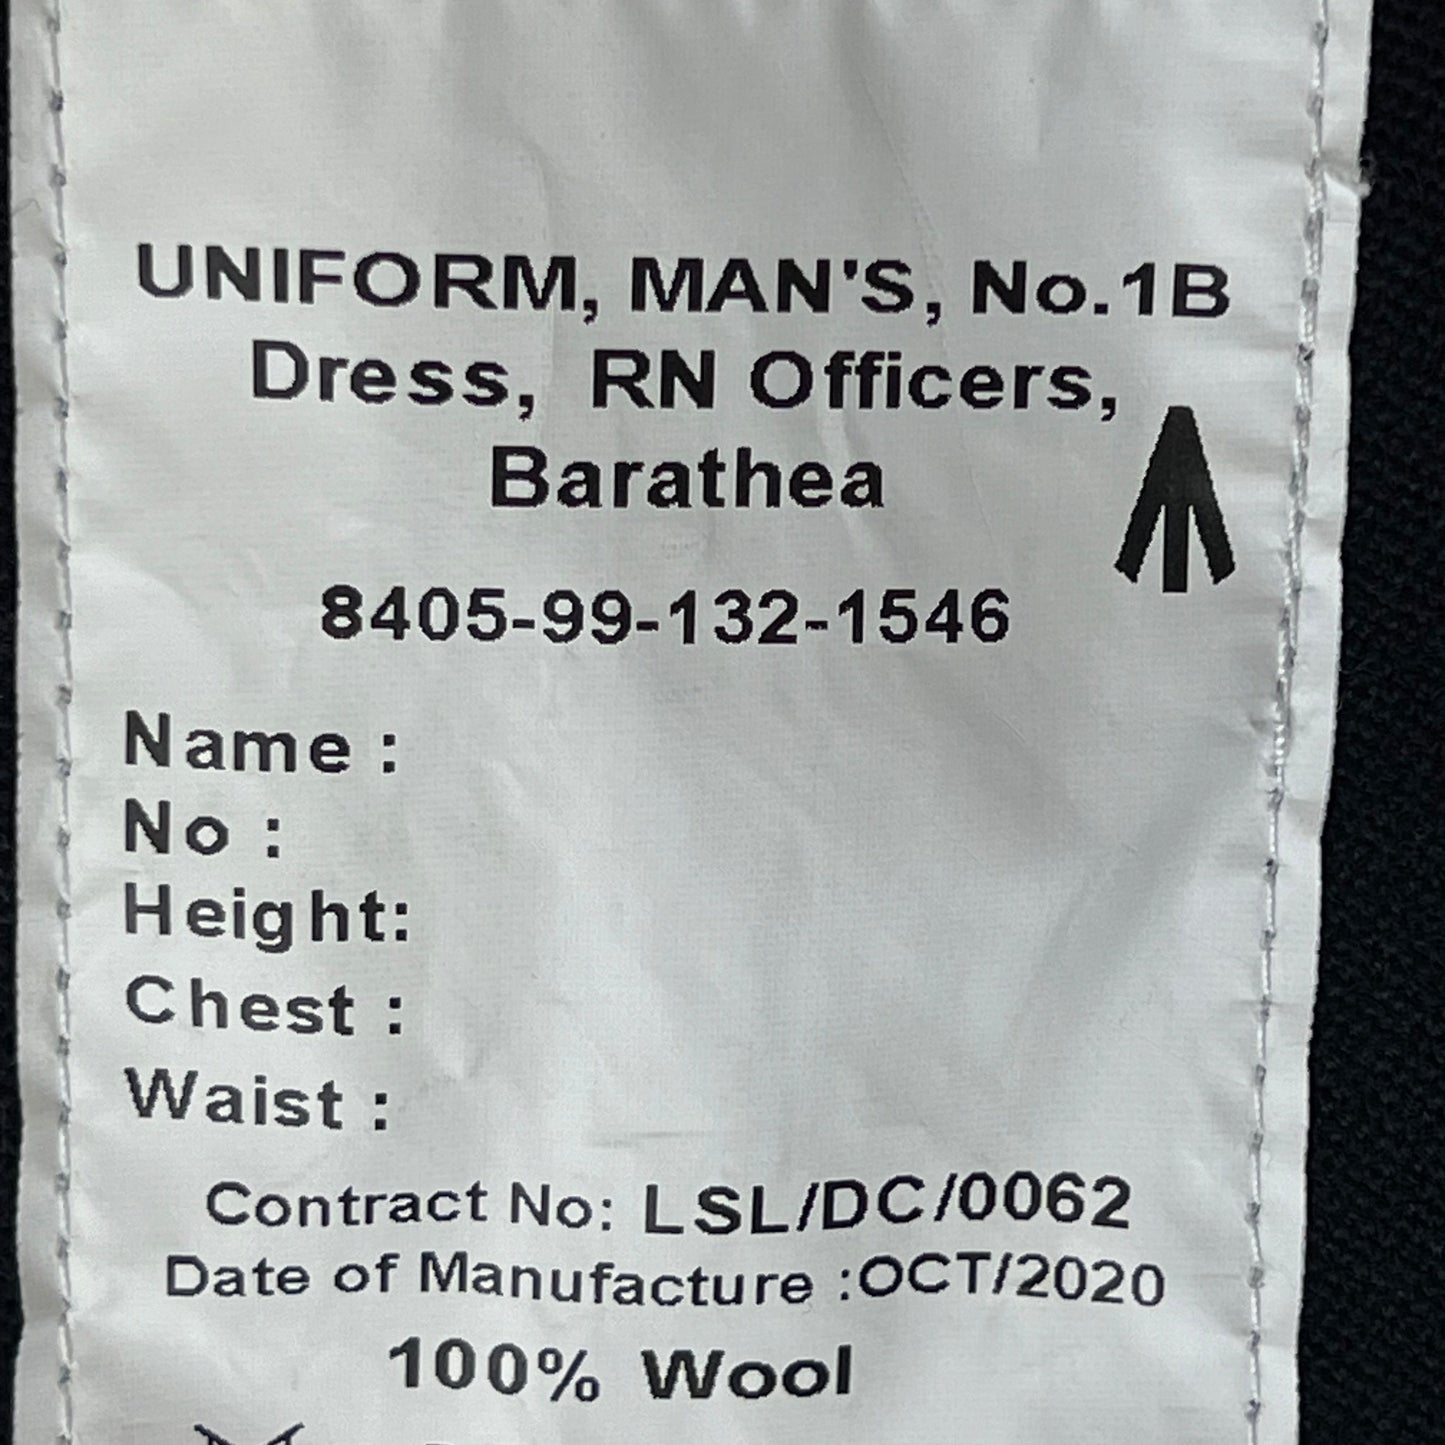 UNIFORM, MAN'S, No.1B
Dress, RN Officers,
Barathea
8405-99-132-1546
Name :
No :
Height:
Chest :
Waist :
Contract No: LSL/DC/0062
Date of Manufacture :OCT/2020
100% Wool